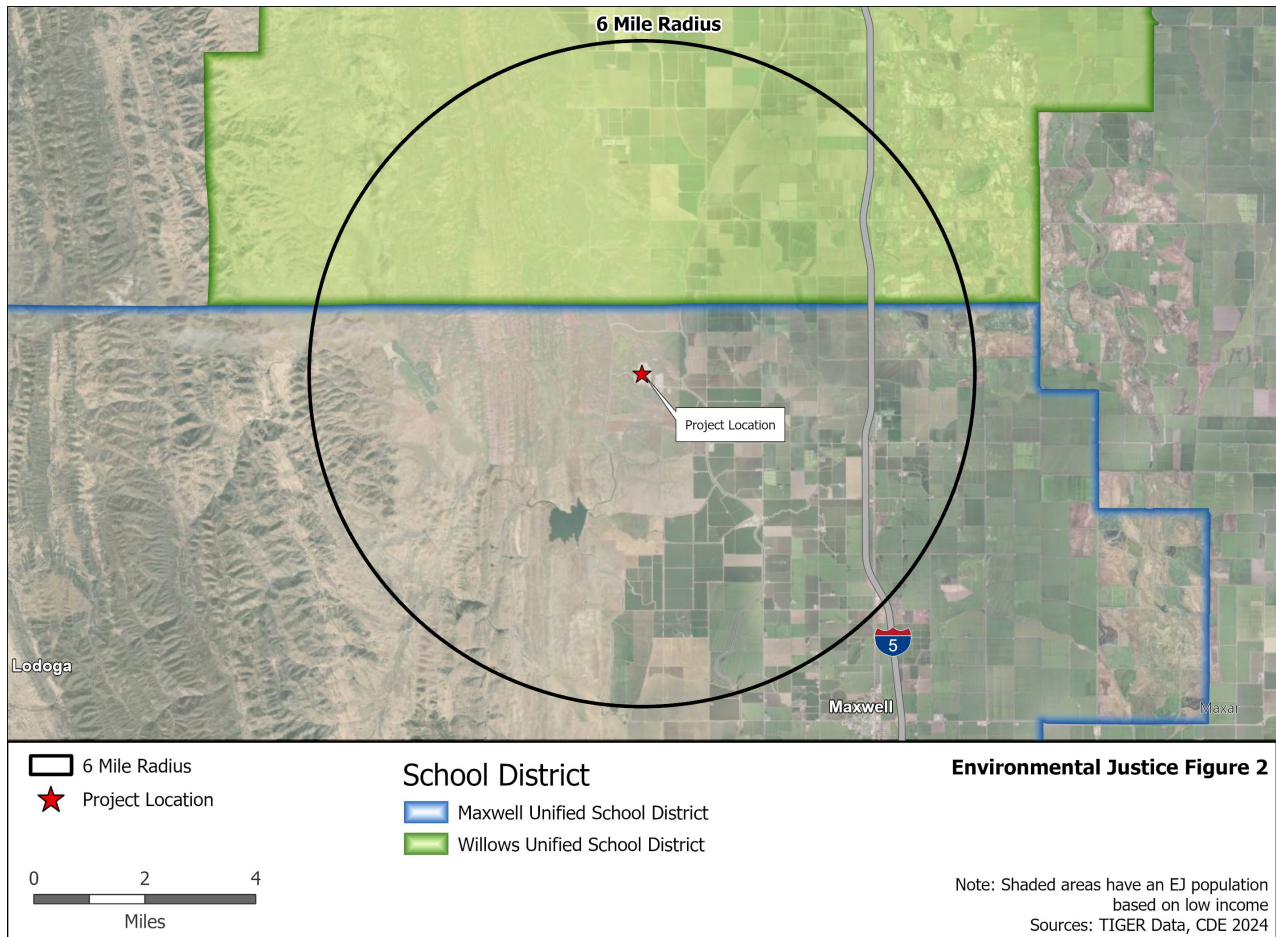 6 Mile Radius
Project Location
5
Lodoga
Maxwell
Maxar
6 Mile Radius
Project Location
School District
Maxwell Unified School District
Willows Unified School District
Environmental Justice Figure 2
0 2 4
Miles
Note: Shaded areas have an EJ population
based on low income
Sources: TIGER Data, CDE 2024